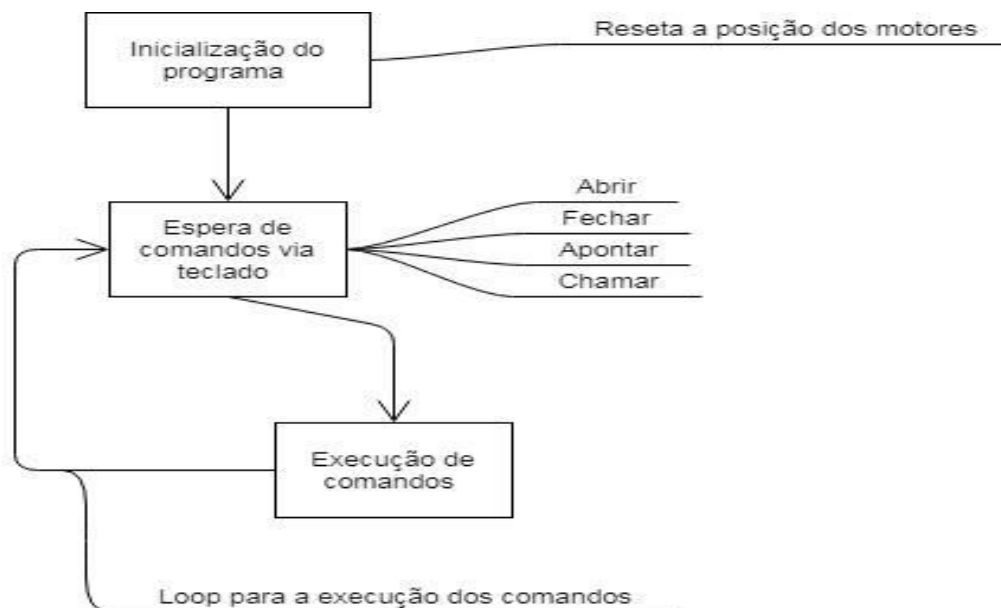 Inicialização do
programa
Reseta a posição dos motores
Espera de
comandos via
teclado
Abrir
Fechar
Apontar
Chamar
Execução de
comandos
Loop para a execução dos comandos